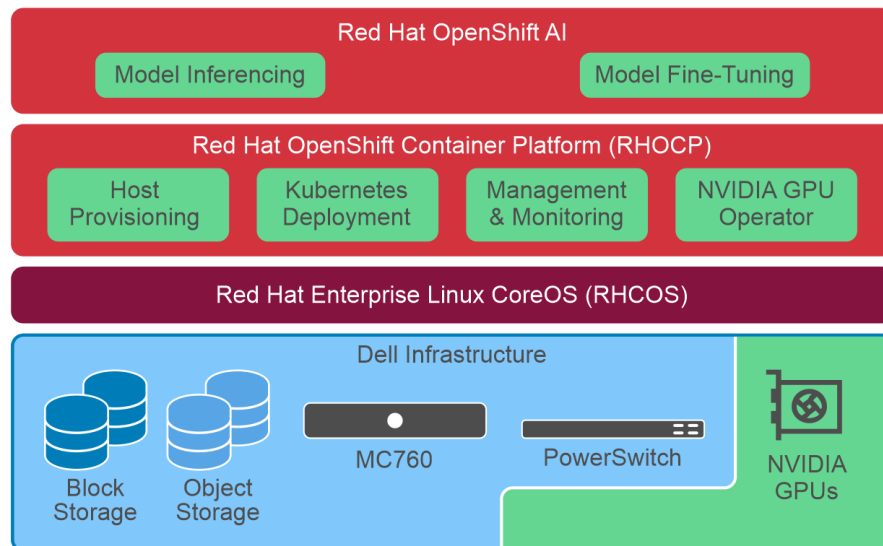 Red Hat OpenShift AI
Model Inferencing
Model Fine-Tuning
Red Hat OpenShift Container Platform (RHOCP)
Host
Provisioning
Kubernetes
Deployment
Management
& Monitoring
NVIDIA GPU
Operator
Red Hat Enterprise Linux CoreOS (RHCOS)
Dell Infrastructure
Block
Storage
Object
Storage
MC760
PowerSwitch
NVIDIA
GPUs